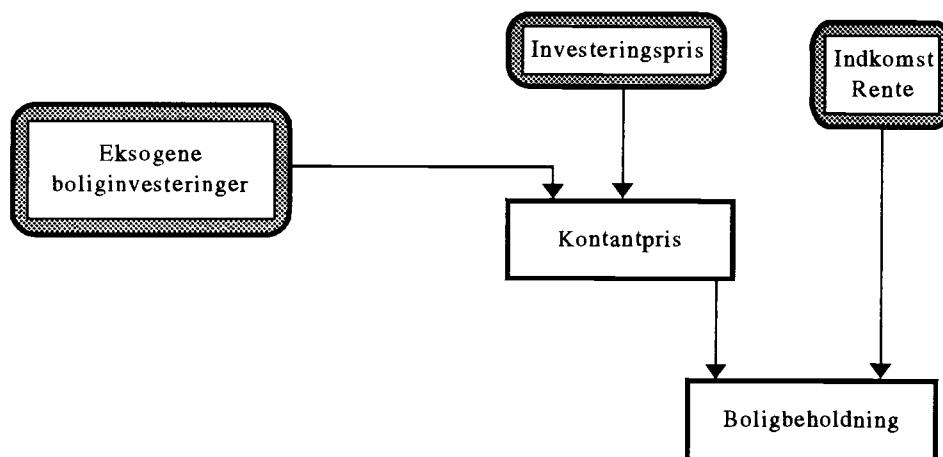 Investeringspris
Indkomst
Rente
Eksogene
boliginvesteringer
Kontantpris
Boligbeholdning